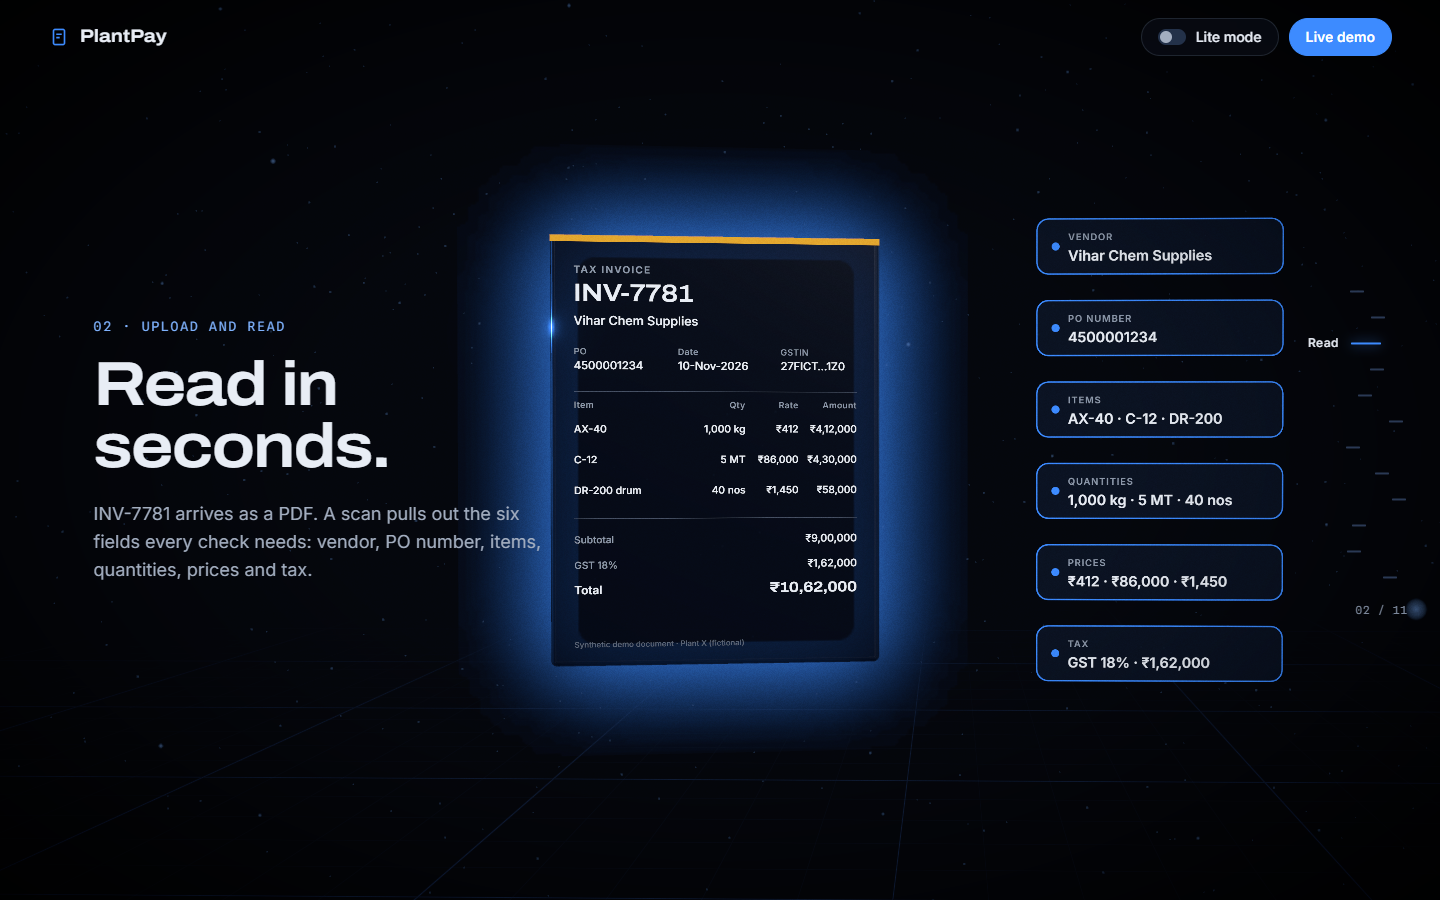 PlantPay
Lite mode
Live demo
02 · UPLOAD AND READ
Read in
seconds.
INV-7781 arrives as a PDF. A scan pulls out the six
fields every check needs: vendor, PO number, items,
quantities, prices and tax.
TAX INVOICE
INV-7781
Vihar Chem Supplies
PO Date GSTIN
4500001234 10-Nov-2026 27FICT...1Z0
Item Qty Rate Amount
AX-40 1,000 kg ₹412 ₹4,12,000
C-12 5 MT ₹86,000 ₹4,30,000
DR-200 drum 40 nos ₹1,450 ₹58,000
Subtotal ₹9,00,000
GST 18% ₹1,62,000
Total ₹10,62,000
Synthetic demo document · Plant X (fictional)
VENDOR
Vihar Chem Supplies
PO NUMBER
4500001234
ITEMS
AX-40 · C-12 · DR-200
QUANTITIES
1,000 kg · 5 MT · 40 nos
PRICES
₹412 · ₹86,000 · ₹1,450
TAX
GST 18% · ₹1,62,000
Read
02 / 11